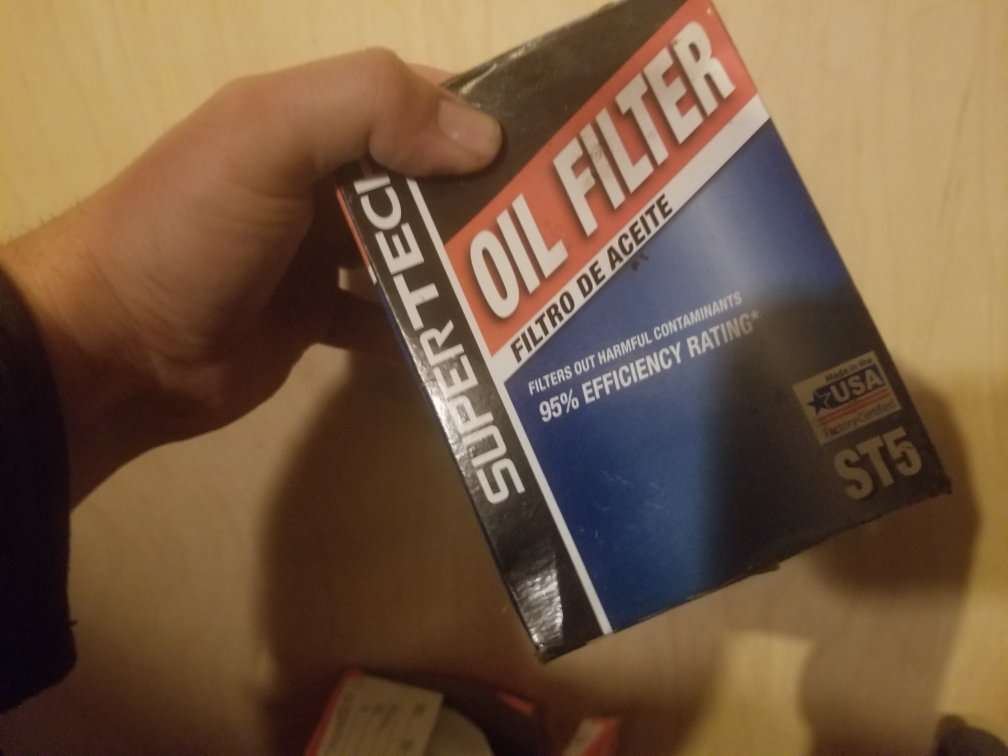 SUPERTECH
OIL FILTER
FILTRO DE ACEITE
FILTERS OUT HARMFUL CONTAMINANTS
95% EFFICIENCY RATING*
Made in the
USA
ST5